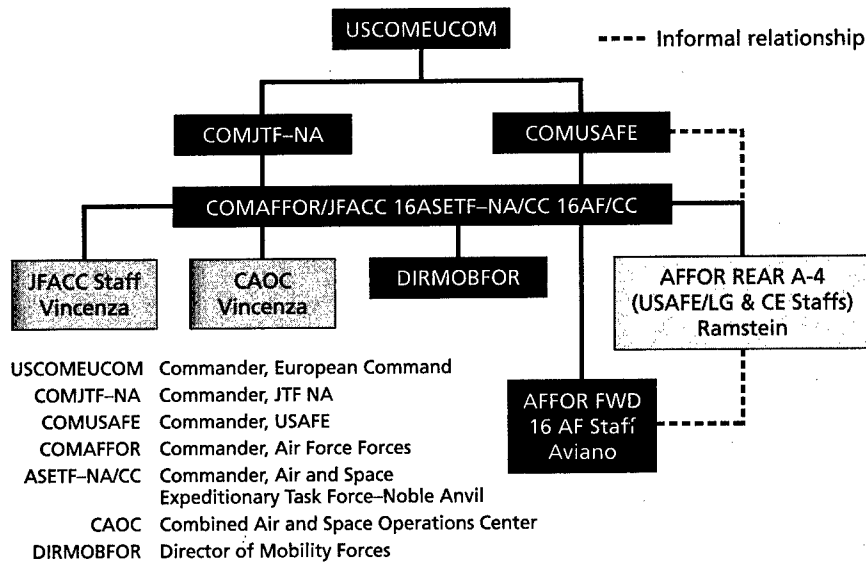 USCOMEUCOM
Informal relationship
COMJTF–NA
COMUSAFE
COMAFFOR/JFACC 16ASETF–NA/CC 16AF/CC
JFACC Staff
Vincenza
CAOC
Vincenza
DIRMOBFOR
AFFOR REAR A-4
(USAFE/LG & CE Staffs)
Ramstein
AFFOR FWD
16 AF Staff
Aviano
USCOMEUCOM Commander, European Command
COMJTF–NA Commander, JTF NA
COMUSAFE Commander, USAFE
COMAFFOR Commander, Air Force Forces
ASETF–NA/CC Commander, Air and Space
Expeditionary Task Force–Noble Anvil
CAOC Combined Air and Space Operations Center
DIRMOBFOR Director of Mobility Forces